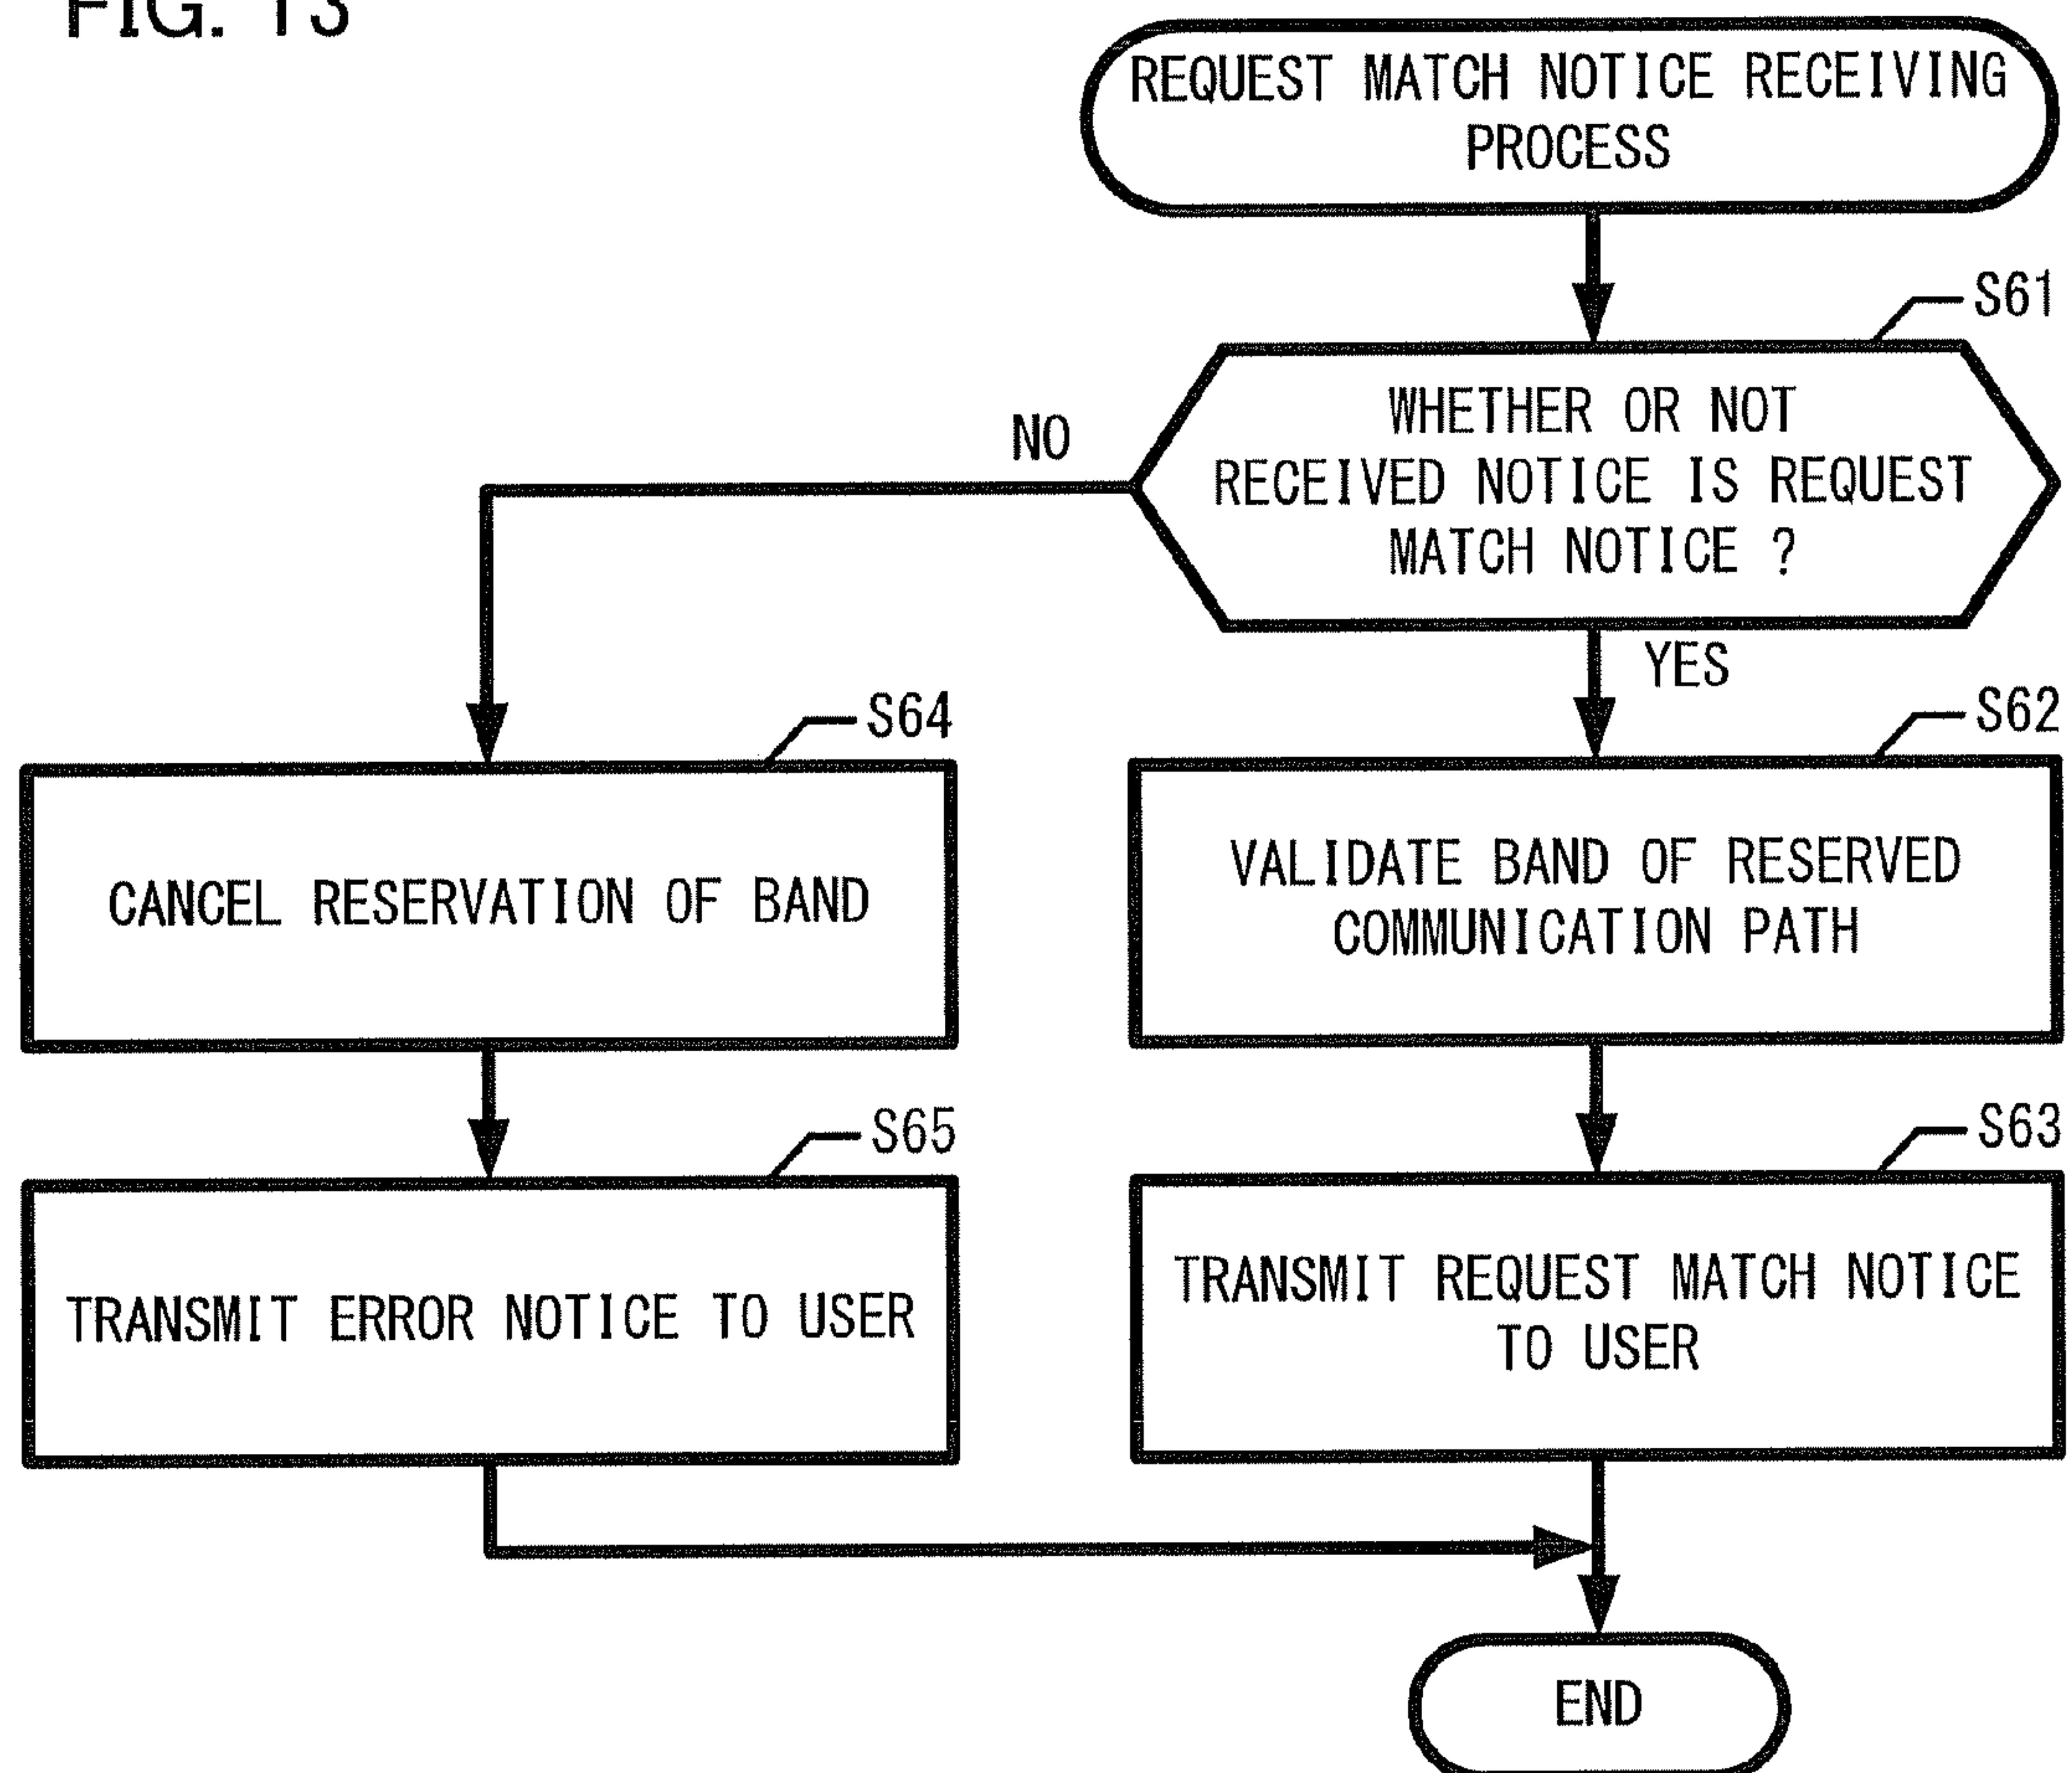 FIG. 13
REQUEST MATCH NOTICE RECEIVING
PROCESS
S61
WHETHER OR NOT
RECEIVED NOTICE IS REQUEST
MATCH NOTICE ?
NO
YES
S64
S62
CANCEL RESERVATION OF BAND
VALIDATE BAND OF RESERVED
COMMUNICATION PATH
S65
S63
TRANSMIT ERROR NOTICE TO USER
TRANSMIT REQUEST MATCH NOTICE
TO USER
END